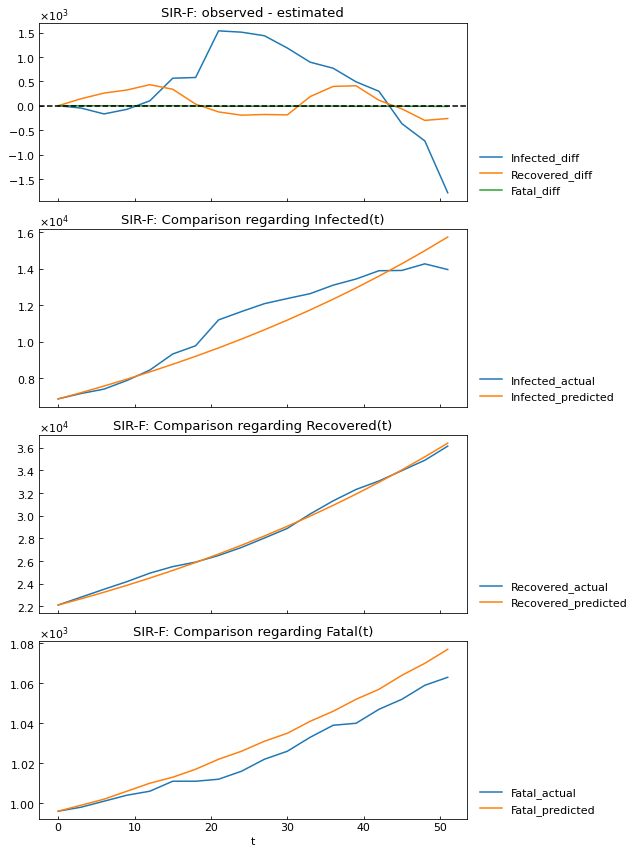 SIR-F: observed - estimated
×10³
1.5
1.0
0.5
0.0
−0.5
−1.0
−1.5
Infected_diff
Recovered_diff
Fatal_diff
SIR-F: Comparison regarding Infected(t)
×10⁴
1.6
1.4
1.2
1.0
0.8
Infected_actual
Infected_predicted
SIR-F: Comparison regarding Recovered(t)
×10⁴
3.6
3.4
3.2
3.0
2.8
2.6
2.4
2.2
Recovered_actual
Recovered_predicted
SIR-F: Comparison regarding Fatal(t)
×10³
1.08
1.06
1.04
1.02
1.00
Fatal_actual
Fatal_predicted
0 10 20 30 40 50
t